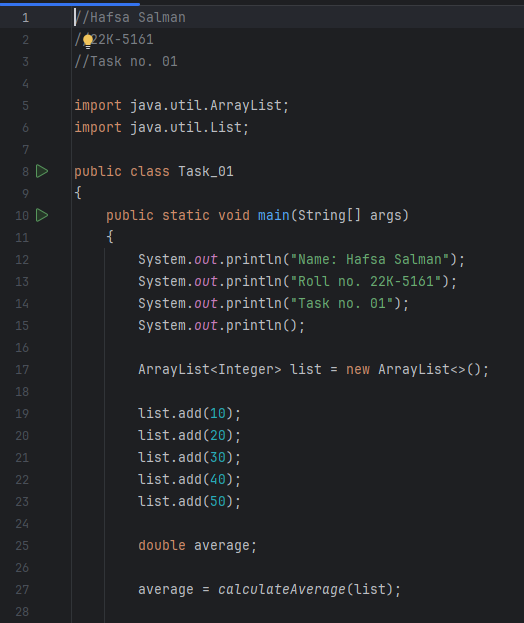 1 //Hafsa Salman
2 //22K-5161
3 //Task no. 01
4
5 import java.util.ArrayList;
6 import java.util.List;
7
8 public class Task_01
9 {
10 public static void main(String[] args)
11 {
12 System.out.println("Name: Hafsa Salman");
13 System.out.println("Roll no. 22K-5161");
14 System.out.println("Task no. 01");
15 System.out.println();
16
17 ArrayList<Integer> list = new ArrayList<>();
18
19 list.add(10);
20 list.add(20);
21 list.add(30);
22 list.add(40);
23 list.add(50);
24
25 double average;
26
27 average = calculateAverage(list);
28